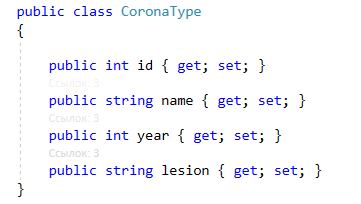 public class CoronaType
{
public int id { get; set; }
Ссылок: 3
public string name { get; set; }
Ссылок: 3
public int year { get; set; }
Ссылок: 3
public string lesion { get; set; }
}